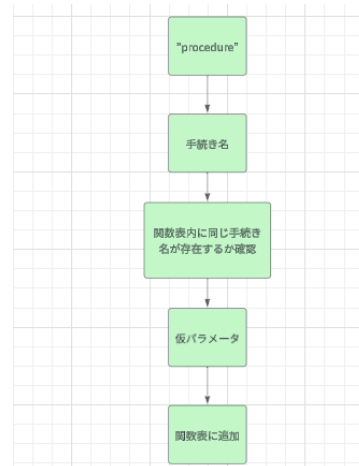 "procedure"
手続き名
関数表内に同じ手続き
名が存在するか確認
仮パラメータ
関数表に追加